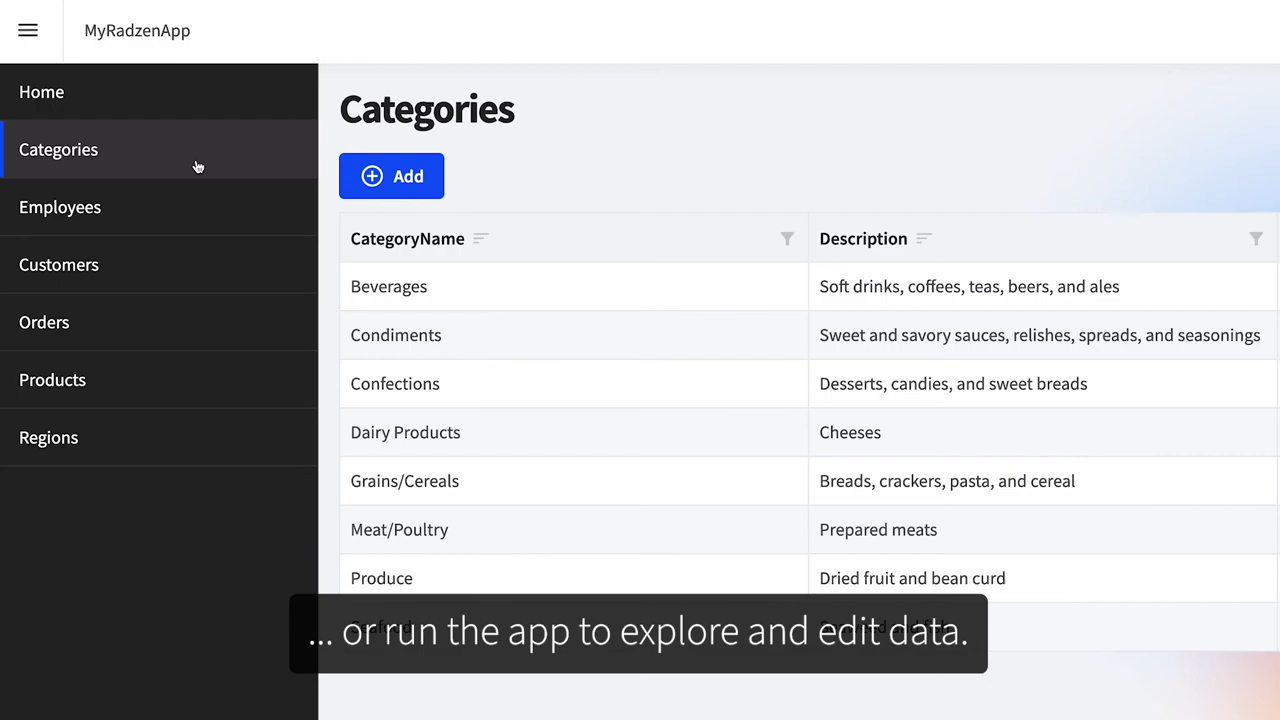 MyRadzenApp
Home
Categories
Employees
Customers
Orders
Products
Regions
Categories
Add
CategoryName Description
Beverages Soft drinks, coffees, teas, beers, and ales
Condiments Sweet and savory sauces, relishes, spreads, and seasonings
Confections Desserts, candies, and sweet breads
Dairy Products Cheeses
Grains/Cereals Breads, crackers, pasta, and cereal
Meat/Poultry Prepared meats
Produce Dried fruit and bean curd
... or run the app to explore and edit data.